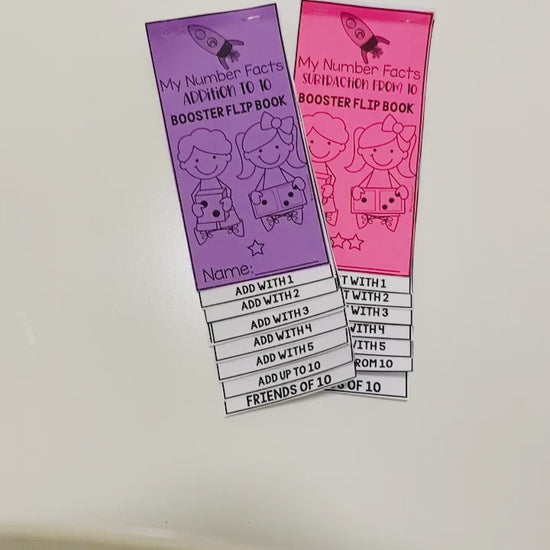 My Number Facts
ADDITION TO 10
BOOSTER FLIP BOOK
Name:
ADD WITH 1
ADD WITH 2
ADD WITH 3
ADD WITH 4
ADD WITH 5
ADD UP TO 10
FRIENDS OF 10
My Number Facts
SUBTRACTION FROM 10
BOOSTER FLIP BOOK
T WITH 1
T WITH 2
WITH 3
WITH 4
WITH 5
FROM 10
OF 10